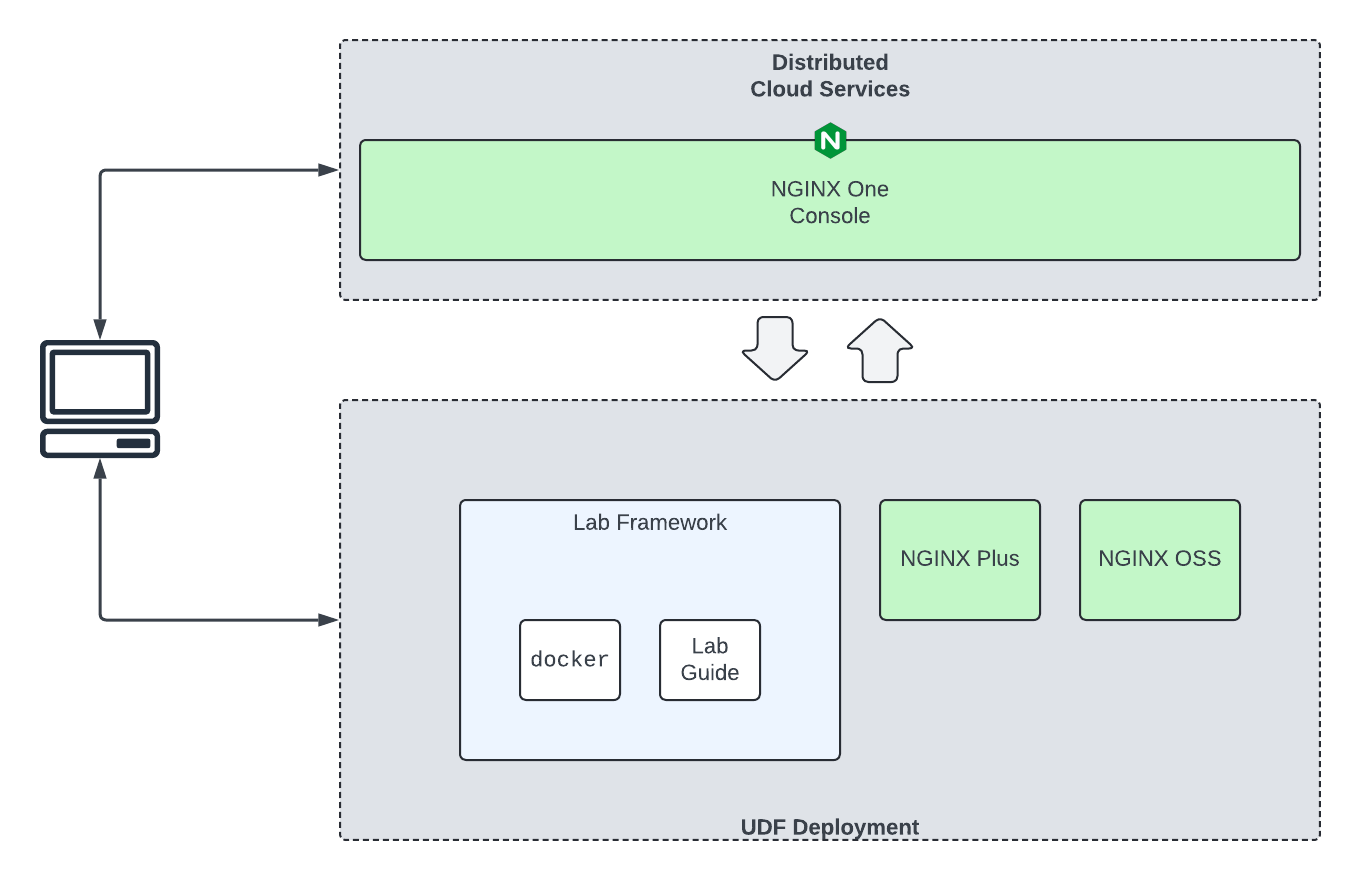 Distributed
Cloud Services
N
NGINX One
Console
Lab Framework
NGINX Plus
NGINX OSS
docker
Lab
Guide
UDF Deployment